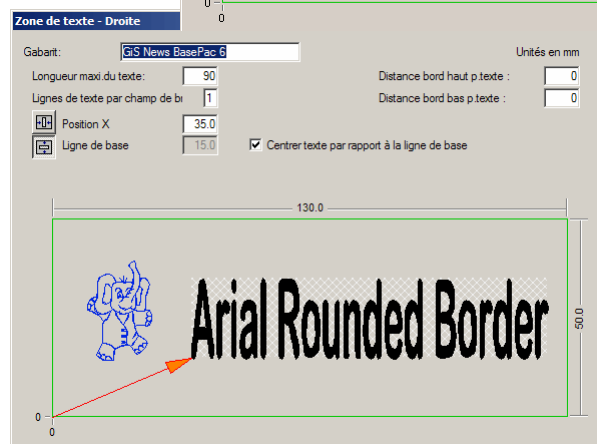 0
0
Zone de texte - Droite
Gabarit: GiS News BasePac 6 Unités en mm
Longueur maxi.du texte: 90 Distance bord haut p.texte : 0
Lignes de texte par champ de br 1 Distance bord bas p.texte : 0
Position X 35.0
Ligne de base 15.0 Centrer texte par rapport à la ligne de base
130.0
Arial Rounded Border
50.0
0
0